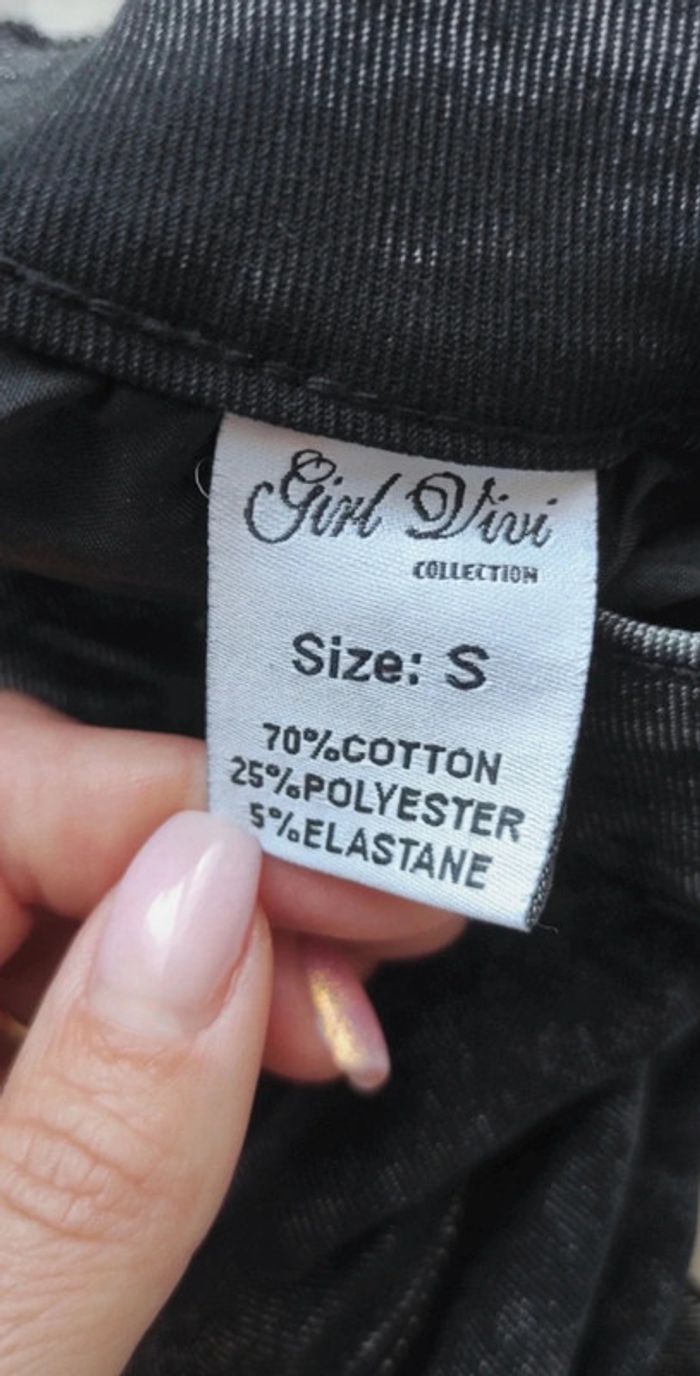 Girl Vivi
COLLECTION
Size: S
70%COTTON
25%POLYESTER
5%ELASTANE